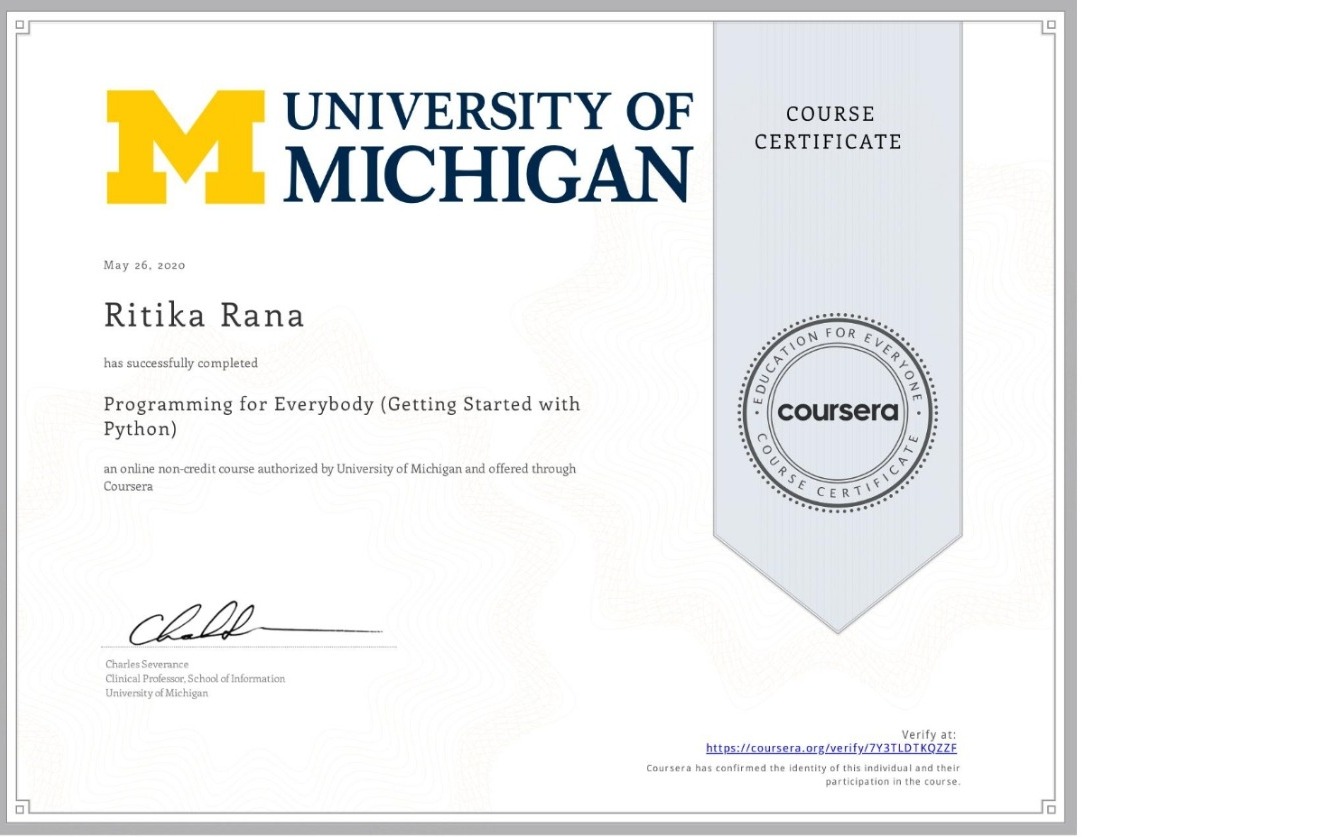 UNIVERSITY OF
MICHIGAN
COURSE
CERTIFICATE
May 26, 2020
Ritika Rana
has successfully completed
Programming for Everybody (Getting Started with
Python)
an online non-credit course authorized by University of Michigan and offered through
Coursera
EDUCATION FOR EVERYONE
coursera
COURSE CERTIFICATE
Charles Severance
Clinical Professor, School of Information
University of Michigan
Verify at:
https://coursera.org/verify/7Y3TLDTKQZZF
Coursera has confirmed the identity of this individual and their
participation in the course.